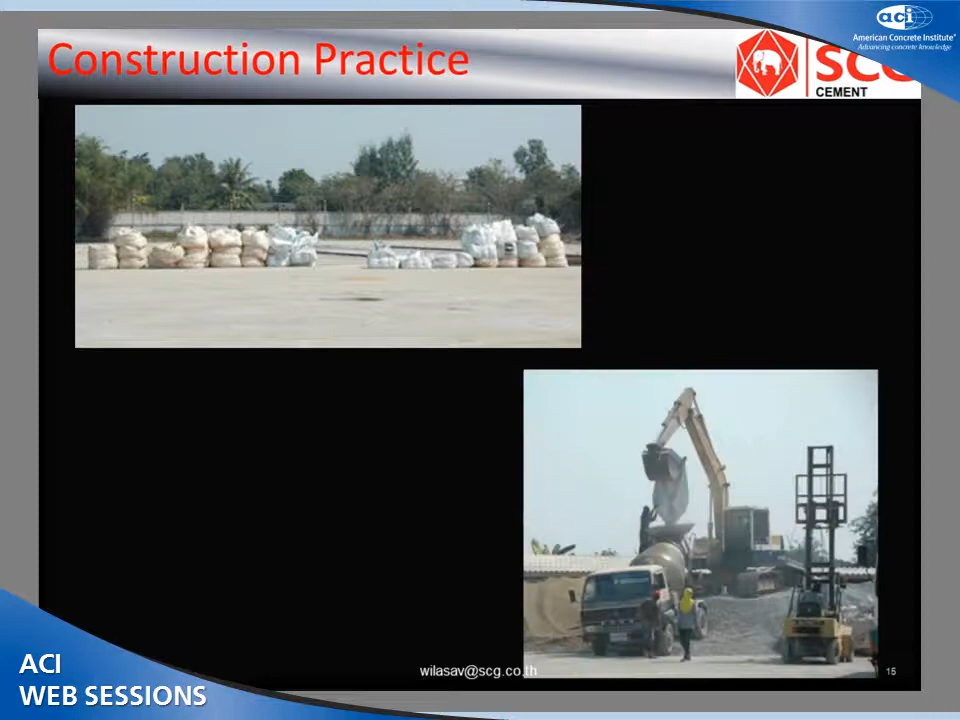 aci
American Concrete Institute®
Advancing concrete knowledge
Construction Practice
SCG
CEMENT
wilasav@scg.co.th
15
ACI
WEB SESSIONS